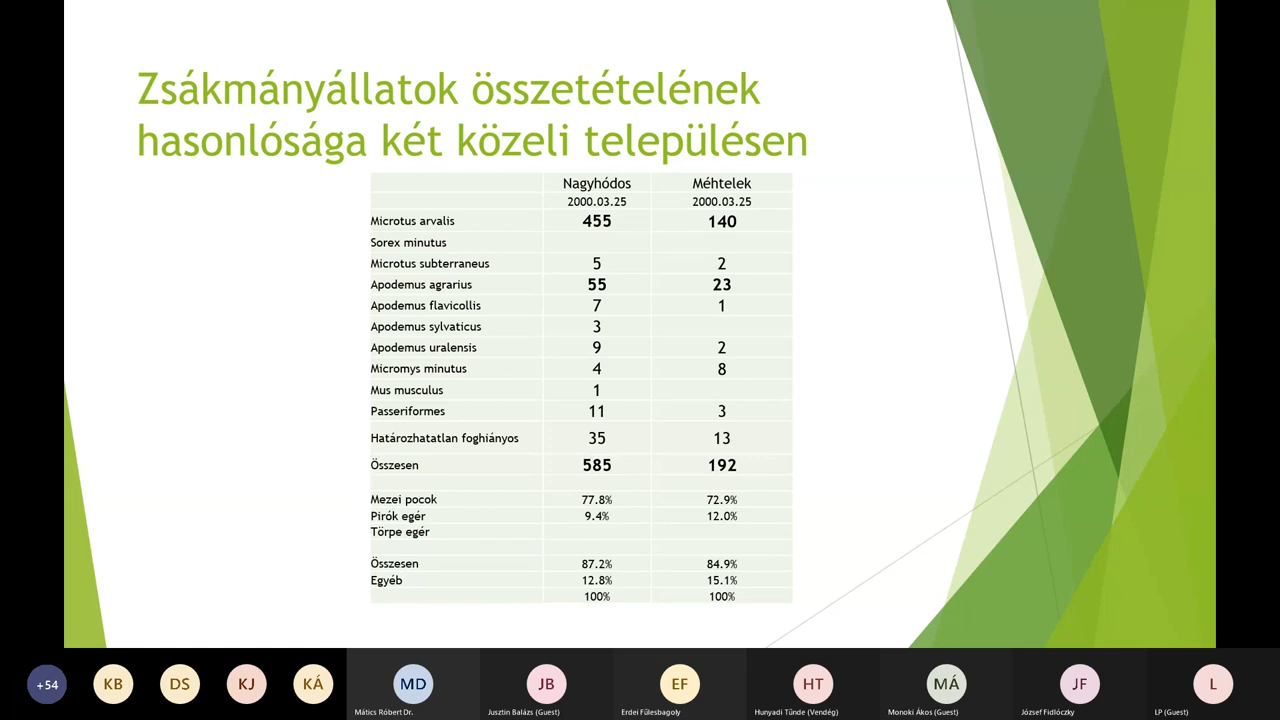 Zsákmányállatok összetételének
hasonlósága két közeli településen
Nagyhódos Méhtelek
2000.03.25 2000.03.25
Microtus arvalis 455 140
Sorex minutus
Microtus subterraneus 5 2
Apodemus agrarius 55 23
Apodemus flavicollis 7 1
Apodemus sylvaticus 3
Apodemus uralensis 9 2
Micromys minutus 4 8
Mus musculus 1
Passeriformes 11 3
Határozhatatlan foghiányos 35 13
Összesen 585 192
Mezei pocok 77.8% 72.9%
Pirók egér 9.4% 12.0%
Törpe egér
Összesen 87.2% 84.9%
Egyéb 12.8% 15.1%
100% 100%
+54 KB DS KJ KÁ MD JB EF HT MÁ JF L
Mátics Róbert Dr. Jusztin Balázs (Guest) Erdei Fülesbagoly Hunyadi Tünde (Vendég) Monoki Ákos (Guest) József Fidlóczky LP (Guest)